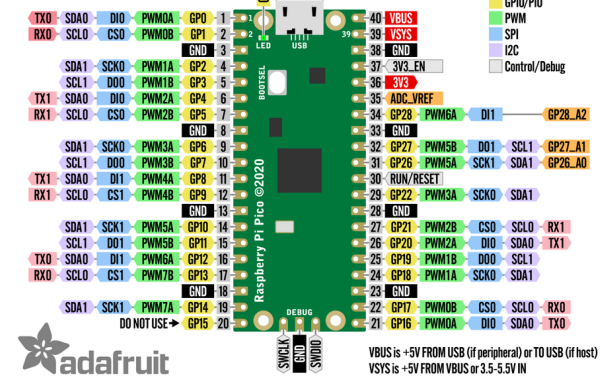 GPIO/PIO
TX0 SDA0 DI0 PWM0A GP0 1 40 VBUS PWM
RX0 SCL0 CS0 PWM0B GP1 2 LED USB 39 39 VSYS SPI
GND 3 38 GND I2C
SDA1 SCK0 PWM1A GP2 4 37 3V3_EN Control/Debug
SCL1 DO0 PWM1B GP3 5 BOOTSEL 36 3V3
TX1 SDA0 DI0 PWM2A GP4 6 35 ADC_VREF
RX1 SCL0 CS0 PWM2B GP5 7 34 GP28 PWM6A DI1 GP28_A2
GND 8 33 GND
SDA1 SCK0 PWM3A GP6 9 32 GP27 PWM5B DO1 SCL1 GP27_A1
SCL1 DO0 PWM3B GP7 10 31 GP26 PWM5A SCK1 SDA1 GP26_A0
TX1 SDA0 DI1 PWM4A GP8 11 30 RUN/RESET
RX1 SCL0 CS1 PWM4B GP9 12 29 GP22 PWM3A SCK0 SDA1
GND 13 28 GND
SDA1 SCK1 PWM5A GP10 14 27 GP21 PWM2B CS0 SCL0 RX1
SCL1 DO1 PWM5B GP11 15 26 GP20 PWM2A DI0 SDA0 TX1
TX0 SDA0 DI1 PWM6A GP12 16 25 GP19 PWM1B DO0 SCL1
RX0 SCL0 CS1 PWM7B GP13 17 24 GP18 PWM1A SCK0 SDA1
GND 18 23 GND
SDA1 SCK1 PWM7A GP14 19 22 GP17 PWM0B CS0 SCL0 RX0
DO NOT USE→ GP15 20 21 GP16 PWM0A DI0 SDA0 TX0
Raspberry Pi Pico ©2020
DEBUG
SWCLK GND SWDIO
adafruit
VBUS is +5V FROM USB (if peripheral) or TO USB (if host)
VSYS is +5V FROM VBUS or 3.5-5.5V IN